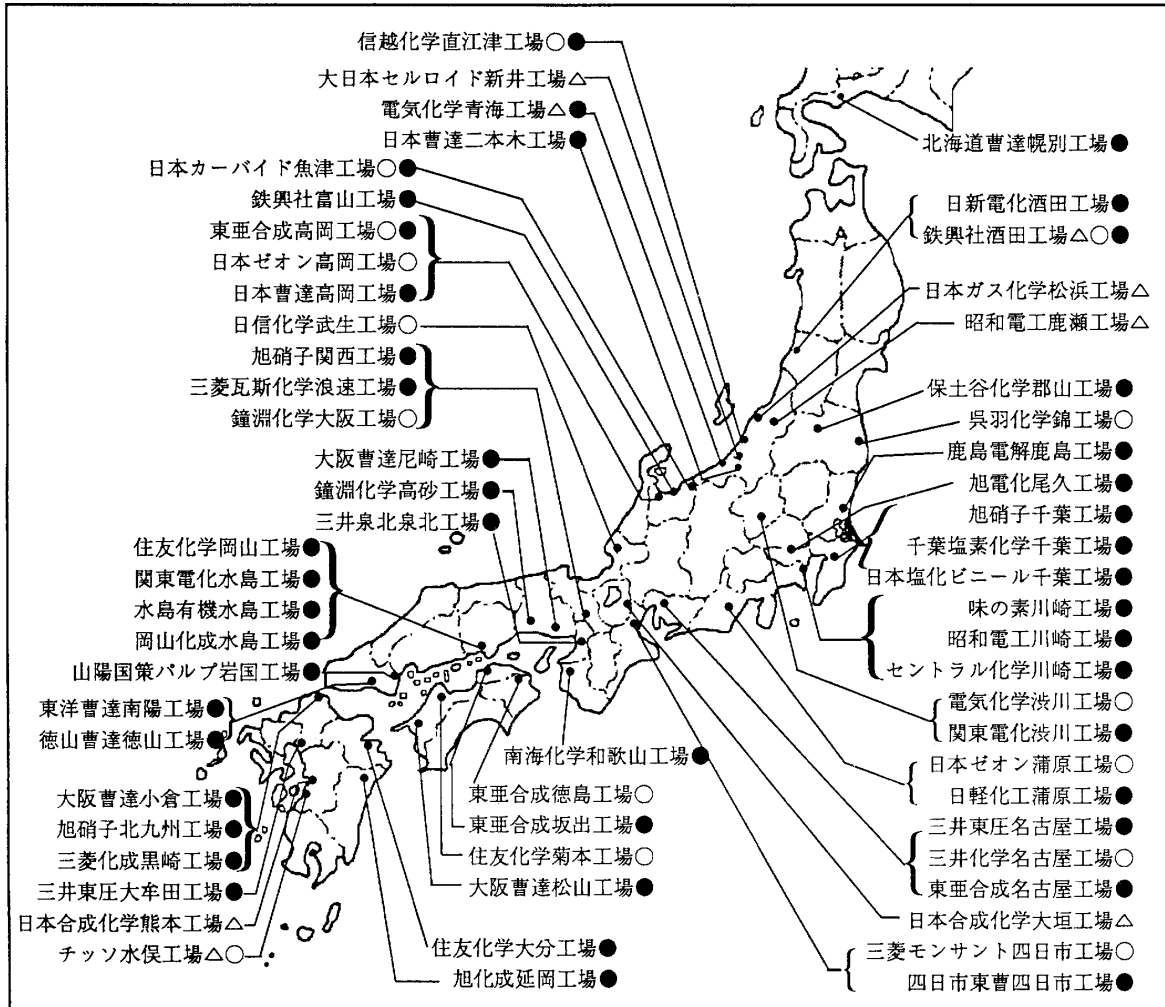 信越化学直江津工場○●
大日本セルロイド新井工場△
電気化学青海工場△●
日本曹達二本木工場●
日本カーバイド魚津工場○●
鉄興社富山工場●
東亜合成高岡工場○●
日本ゼオン高岡工場○
日本曹達高岡工場●
日信化学武生工場○
旭硝子関西工場●
三菱瓦斯化学浪速工場●
鐘淵化学大阪工場○
大阪曹達尼崎工場●
鐘淵化学高砂工場●
三井泉北泉北工場●
住友化学岡山工場●
関東電化水島工場●
水島有機水島工場●
岡山化成水島工場●
山陽国策パルプ岩国工場●
東洋曹達南陽工場●
徳山曹達徳山工場●
大阪曹達小倉工場●
旭硝子北九州工場●
三菱化成黒崎工場●
三井東圧大牟田工場●
日本合成化学熊本工場△
チッソ水俣工場△○
北海道曹達幌別工場●
日新電化酒田工場●
鉄興社酒田工場△○●
日本ガス化学松浜工場△
昭和電工鹿瀬工場△
保土谷化学郡山工場●
呉羽化学錦工場○
鹿島電解鹿島工場●
旭電化尾久工場●
旭硝子千葉工場●
千葉塩素化学千葉工場●
日本塩化ビニール千葉工場●
味の素川崎工場●
昭和電工川崎工場●
セントラル化学川崎工場●
電気化学渋川工場○
関東電化渋川工場●
日本ゼオン蒲原工場○
日軽化工蒲原工場●
三井東圧名古屋工場●
三井化学名古屋工場○
東亜合成名古屋工場●
日本合成化学大垣工場△
三菱モンサント四日市工場○
四日市東曹四日市工場●
南海化学和歌山工場●
東亜合成徳島工場○
東亜合成坂出工場●
住友化学菊本工場○
大阪曹達松山工場●
住友化学大分工場●
旭化成延岡工場●